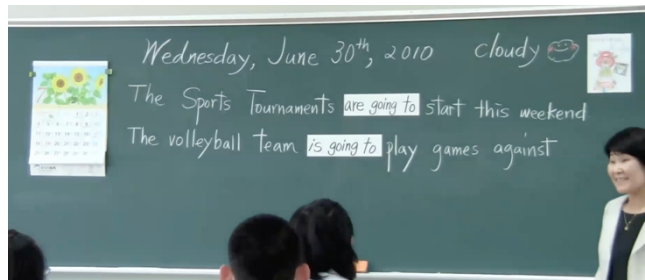 Wednesday, June 30th, 2010 cloudy
The Sports Tournaments are going to start this weekend
The volleyball team is going to play games against